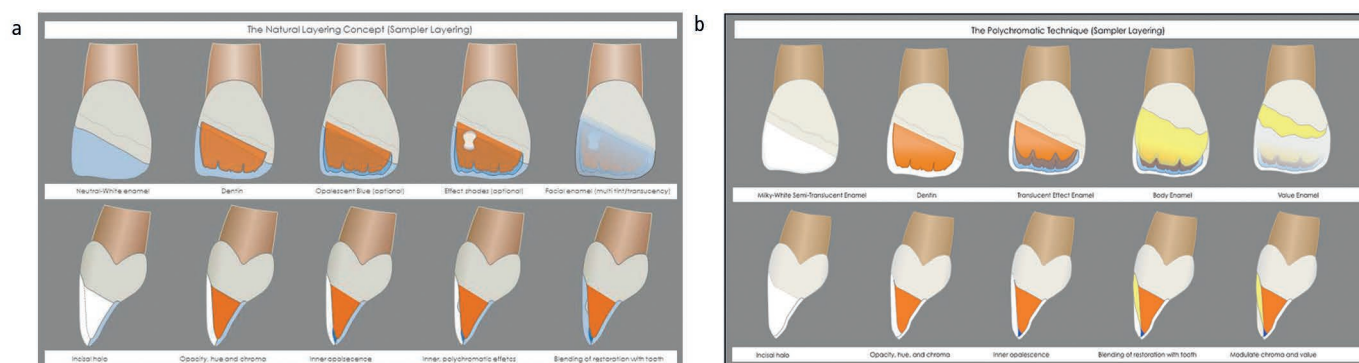 a
The Natural Layering Concept (Sampler Layering)
Neutral-White enamel
Dentin
Opalescent Blue (optional)
Effect shades (optional)
Facial enamel (multi tint/transucency)
Incisal halo
Opacity, hue and chroma
Inner opalsecence
Inner, polychromatic effetcs
Blending of restoration with tooth
b
The Polychromatic Technique (Sampler Layering)
Milky-White Semi-Translucent Enamel
Dentin
Translucent Effect Enamel
Body Enamel
Value Enamel
Incisal halo
Opacity, hue, and chroma
Inner opalescence
Blending of restoration with tooth
Modulate chroma and value